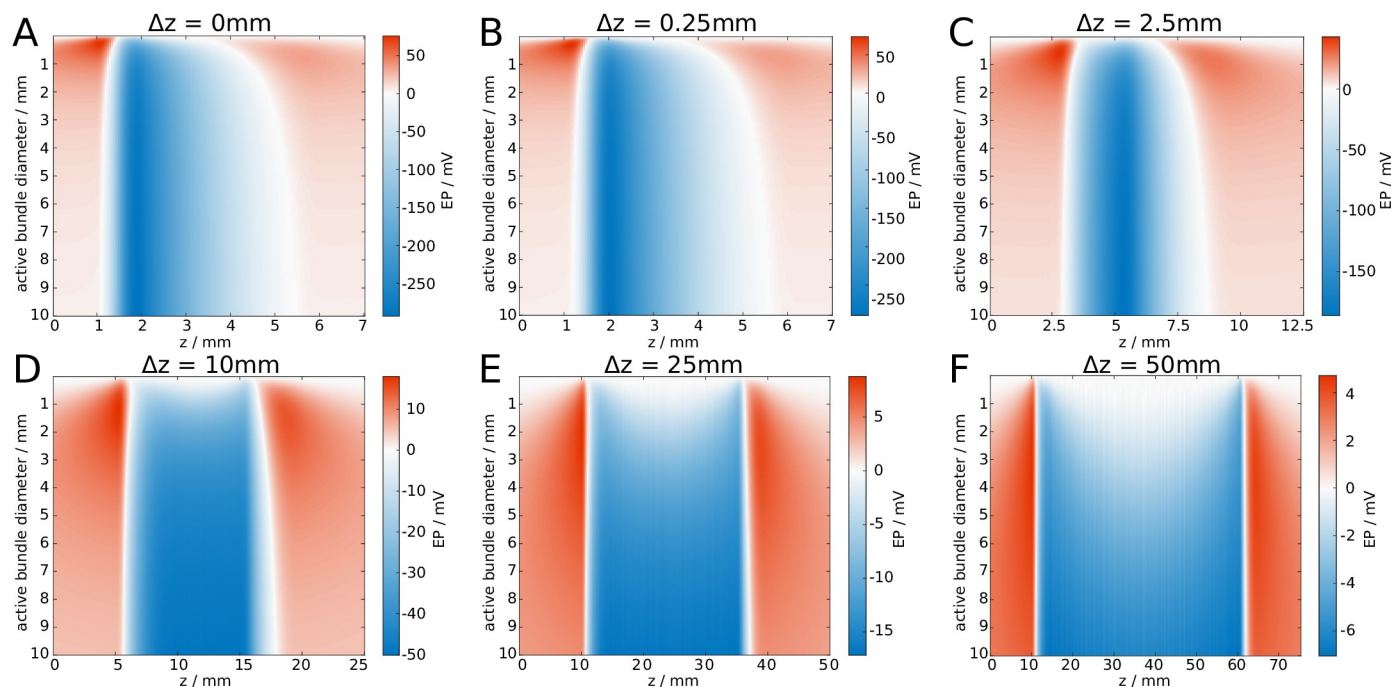 A
Δz = 0mm
active bundle diameter / mm
1
2
3
4
5
6
7
8
9
10
0 1 2 3 4 5 6 7
z / mm
50
0
-50
-100
-150
-200
-250
EP / mV
B
Δz = 0.25mm
active bundle diameter / mm
1
2
3
4
5
6
7
8
9
10
0 1 2 3 4 5 6 7
z / mm
50
0
-50
-100
-150
-200
-250
EP / mV
C
Δz = 2.5mm
active bundle diameter / mm
1
2
3
4
5
6
7
8
9
10
0 2.5 5 7.5 10 12.5
z / mm
0
-50
-100
-150
EP / mV
D
Δz = 10mm
active bundle diameter / mm
1
2
3
4
5
6
7
8
9
10
0 5 10 15 20 25
z / mm
10
0
-10
-20
-30
-40
-50
EP / mV
E
Δz = 25mm
active bundle diameter / mm
1
2
3
4
5
6
7
8
9
10
0 10 20 30 40 50
z / mm
5
0
-5
-10
-15
EP / mV
F
Δz = 50mm
active bundle diameter / mm
1
2
3
4
5
6
7
8
9
10
0 10 20 30 40 50 60 70
z / mm
4
2
0
-2
-4
-6
EP / mV